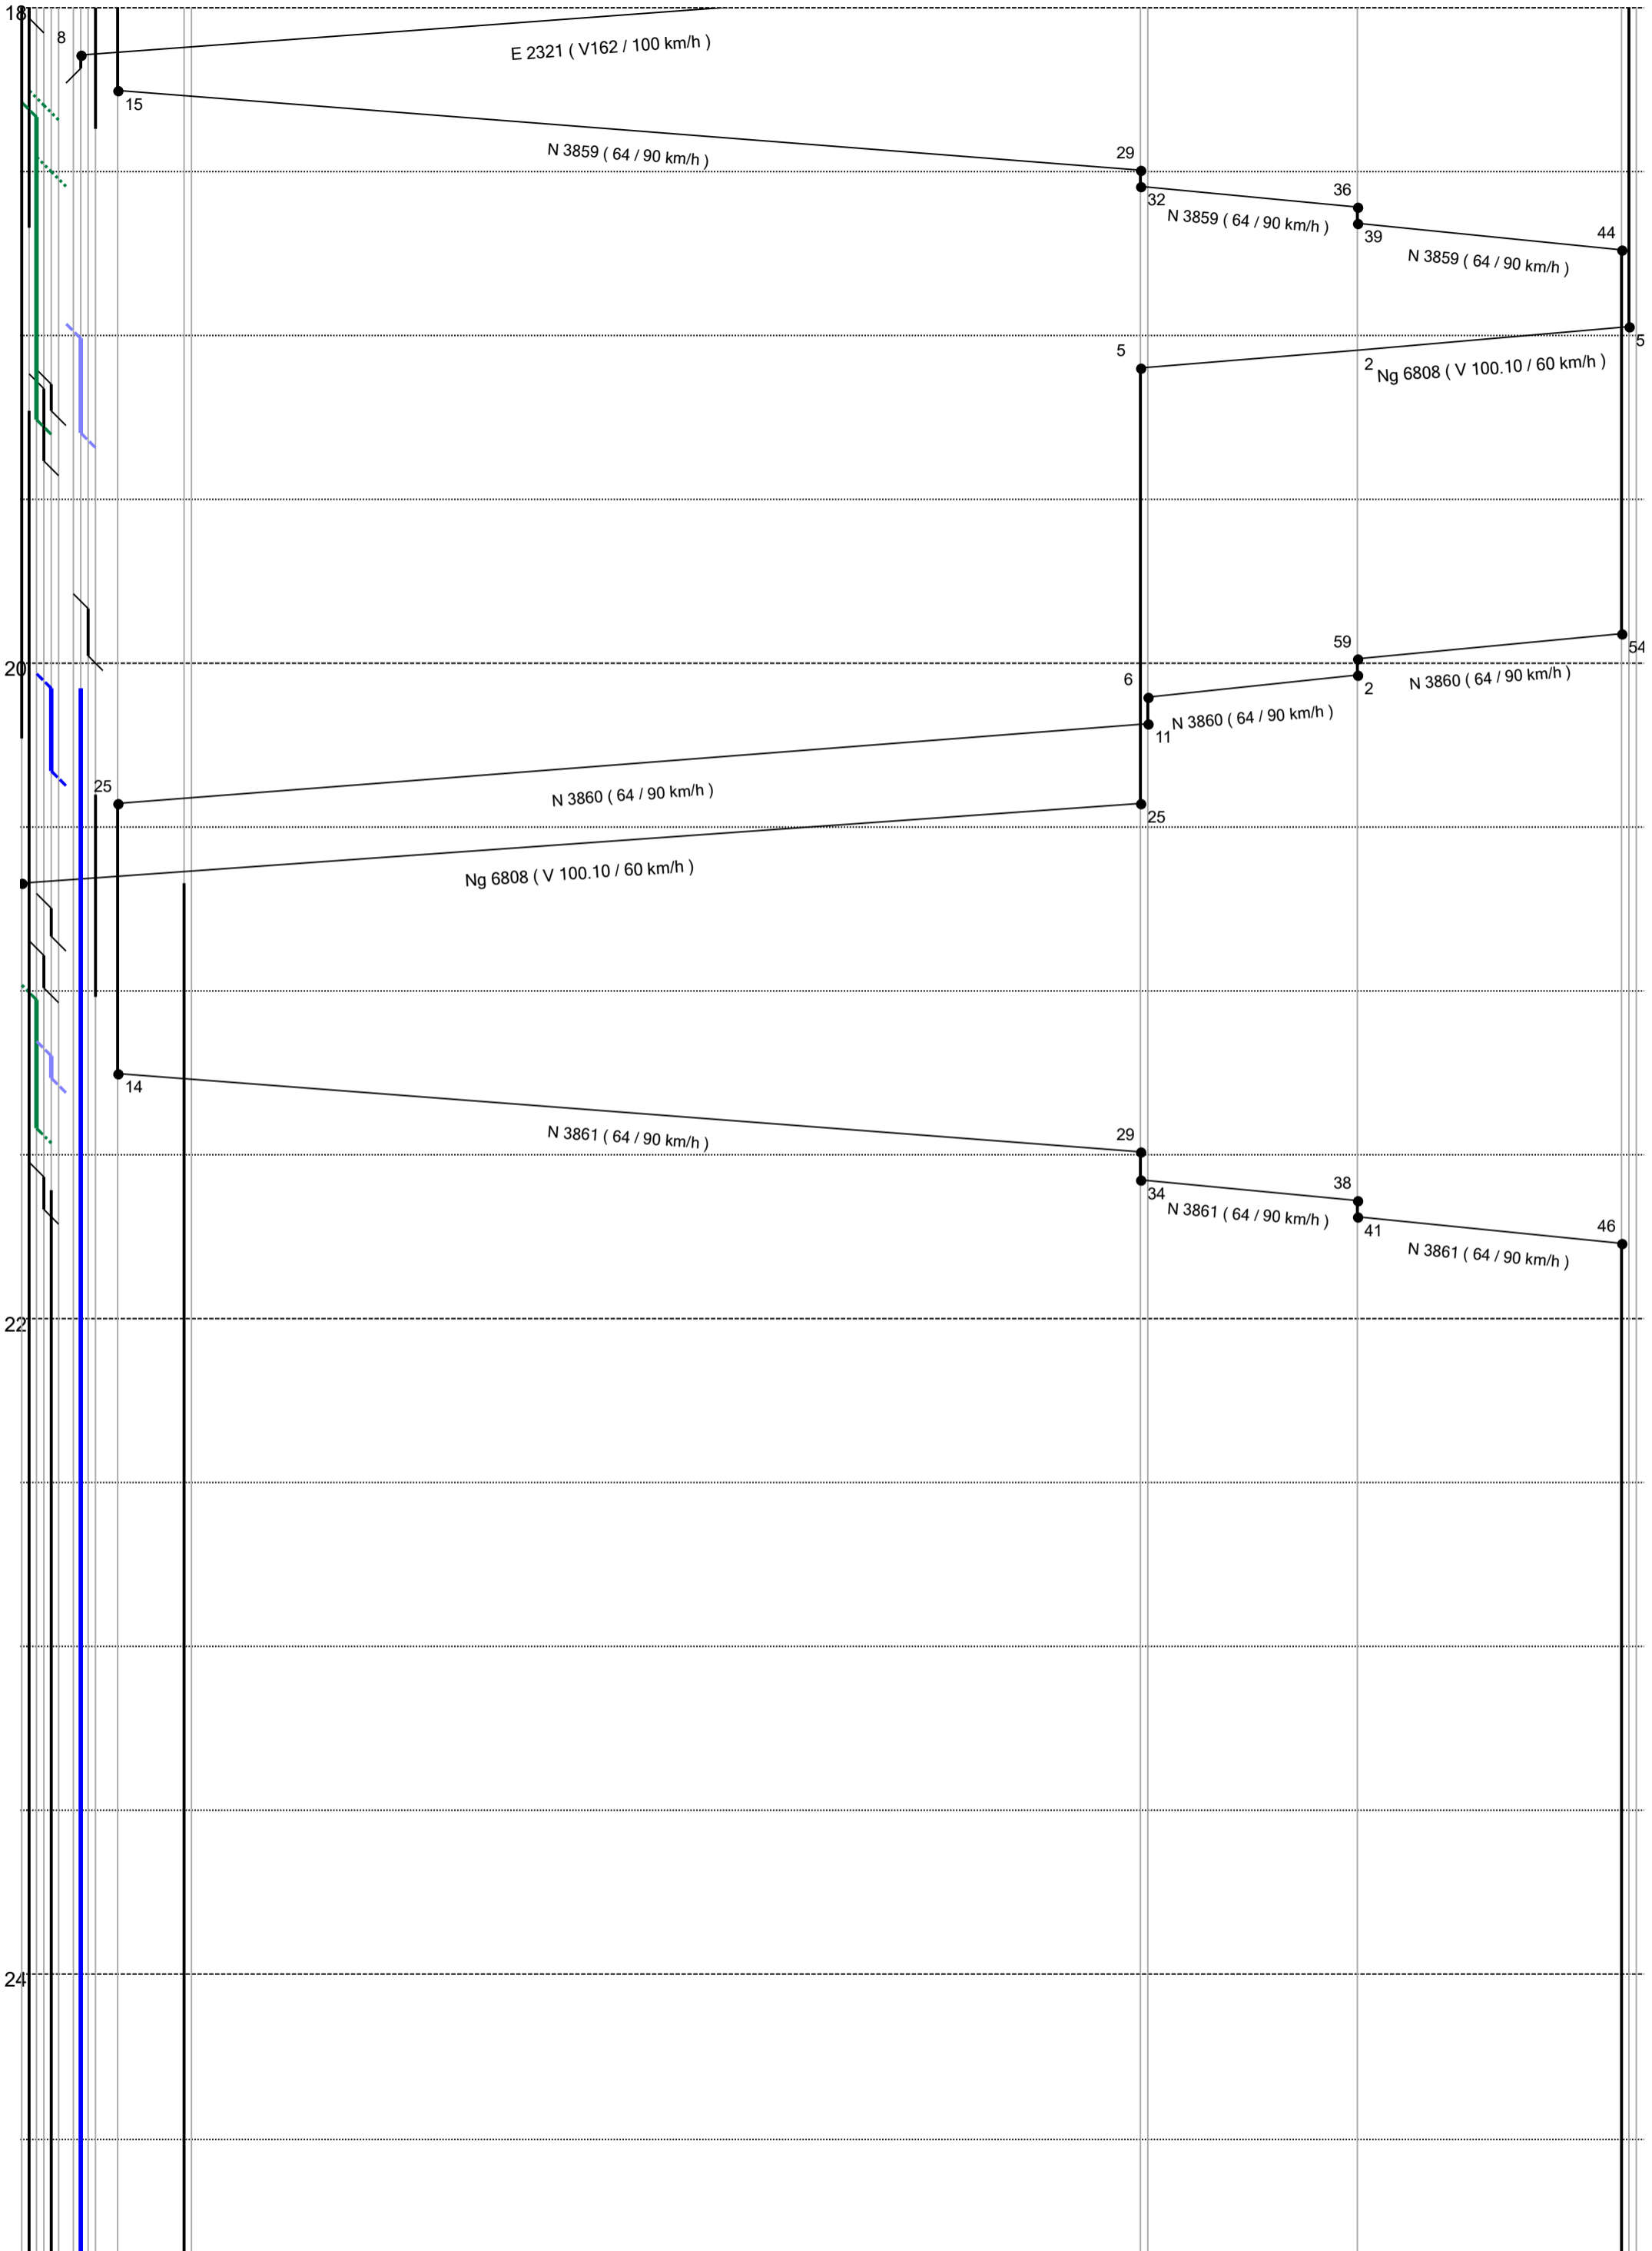 18
8
E 2321 ( V162 / 100 km/h )
15
N 3859 ( 64 / 90 km/h )
29
32
N 3859 ( 64 / 90 km/h )
36
39
N 3859 ( 64 / 90 km/h )
44
5
5
2
Ng 6808 ( V 100.10 / 60 km/h )
20
54
59
2
N 3860 ( 64 / 90 km/h )
6
11
N 3860 ( 64 / 90 km/h )
25
N 3860 ( 64 / 90 km/h )
25
Ng 6808 ( V 100.10 / 60 km/h )
14
N 3861 ( 64 / 90 km/h )
29
34
N 3861 ( 64 / 90 km/h )
38
41
N 3861 ( 64 / 90 km/h )
46
22
24